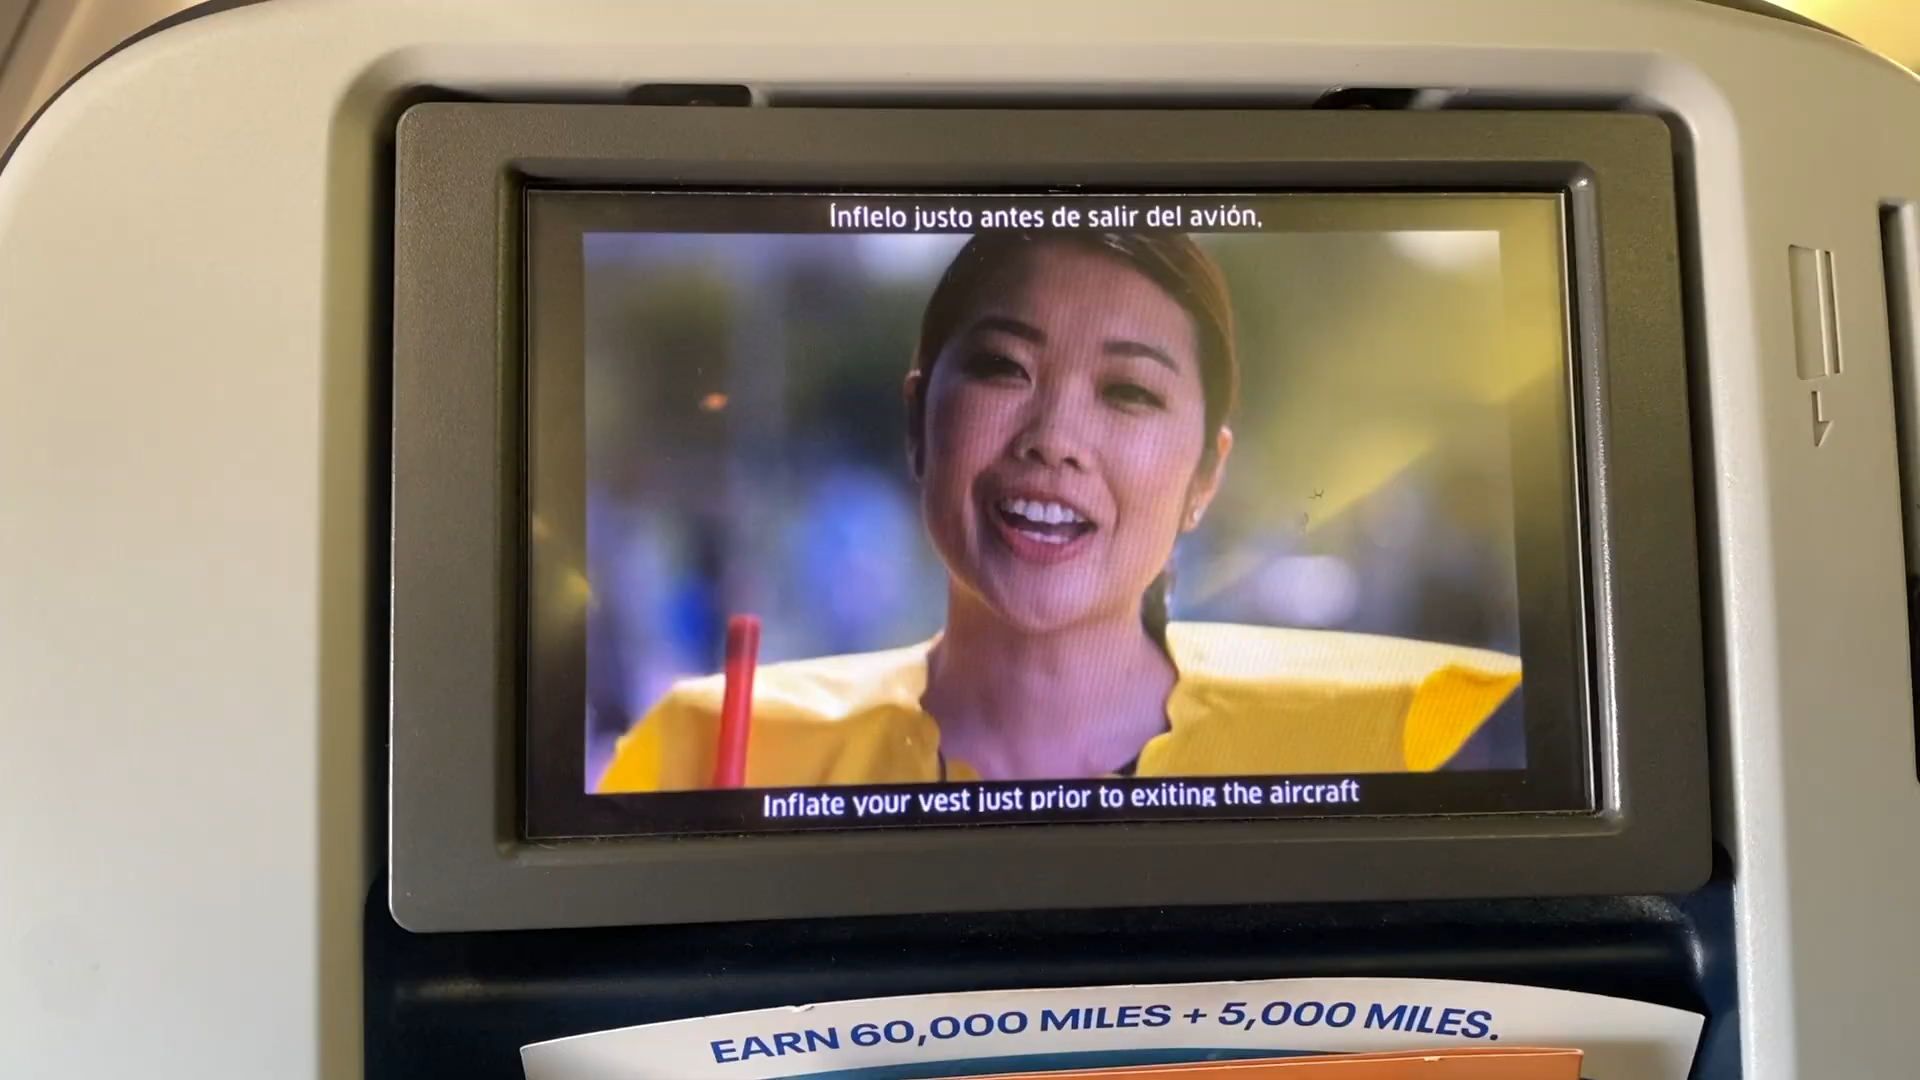 Ínflelo justo antes de salir del avión,
Inflate your vest just prior to exiting the aircraft
EARN 60,000 MILES + 5,000 MILES.